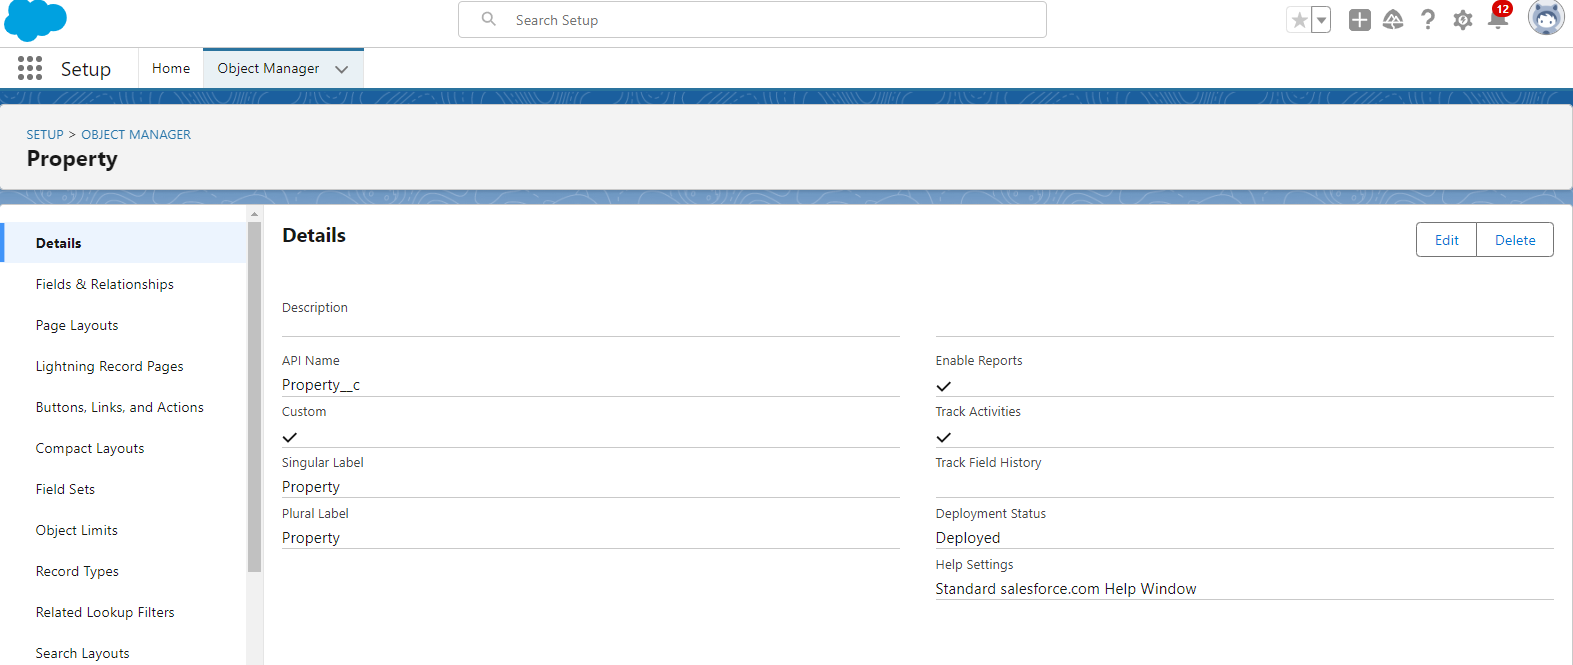 Search Setup
12
Setup
Home
Object Manager
SETUP > OBJECT MANAGER
Property
Details
Fields & Relationships
Page Layouts
Lightning Record Pages
Buttons, Links, and Actions
Compact Layouts
Field Sets
Object Limits
Record Types
Related Lookup Filters
Search Layouts
Details
Edit
Delete
Description
API Name
Property__c
Custom
Singular Label
Property
Plural Label
Property
Enable Reports
Track Activities
Track Field History
Deployment Status
Deployed
Help Settings
Standard salesforce.com Help Window